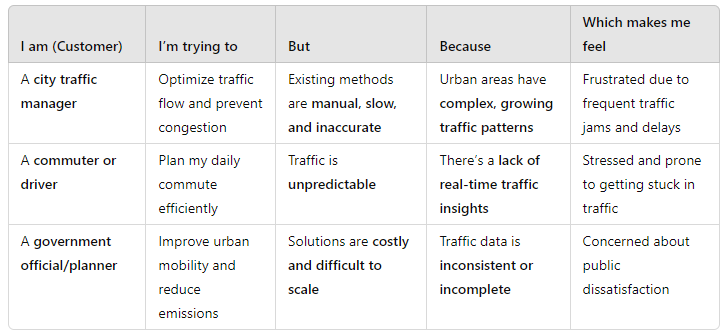 I am (Customer) I'm trying to But Because Which makes me feel
A city traffic manager Optimize traffic flow and prevent congestion Existing methods are manual, slow, and inaccurate Urban areas have complex, growing traffic patterns Frustrated due to frequent traffic jams and delays
A commuter or driver Plan my daily commute efficiently Traffic is unpredictable There's a lack of real-time traffic insights Stressed and prone to getting stuck in traffic
A government official/planner Improve urban mobility and reduce emissions Solutions are costly and difficult to scale Traffic data is inconsistent or incomplete Concerned about public dissatisfaction